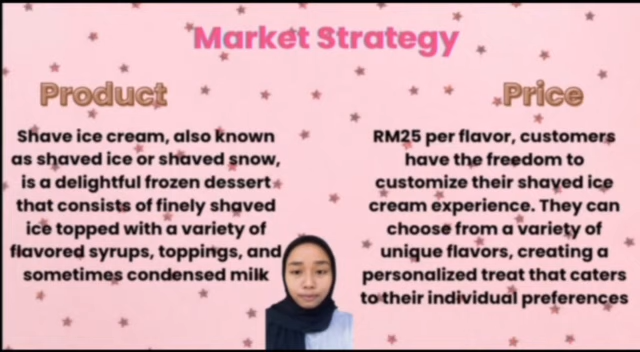 Market Strategy
Product
Shave ice cream, also known
as shaved ice or shaved snow,
is a delightful frozen dessert
that consists of finely shaved
ice topped with a variety of
flavored syrups, toppings, and
sometimes condensed milk
Price
RM25 per flavor, customers
have the freedom to
customize their shaved ice
cream experience. They can
choose from a variety of
unique flavors, creating a
personalized treat that caters
to their individual preferences